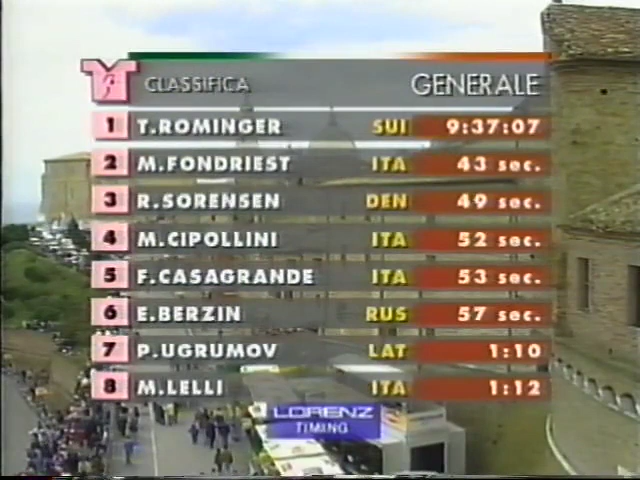 CLASSIFICA GENERALE
1 T.ROMINGER SUI 9:37:07
2 M.FONDRIEST ITA 43 sec.
3 R.SORENSEN DEN 49 sec.
4 M.CIPOLLINI ITA 52 sec.
5 F.CASAGRANDE ITA 53 sec.
6 E.BERZIN RUS 57 sec.
7 P.UGRUMOV LAT 1:10
8 M.LELLI ITA 1:12
LORENZ
TIMING